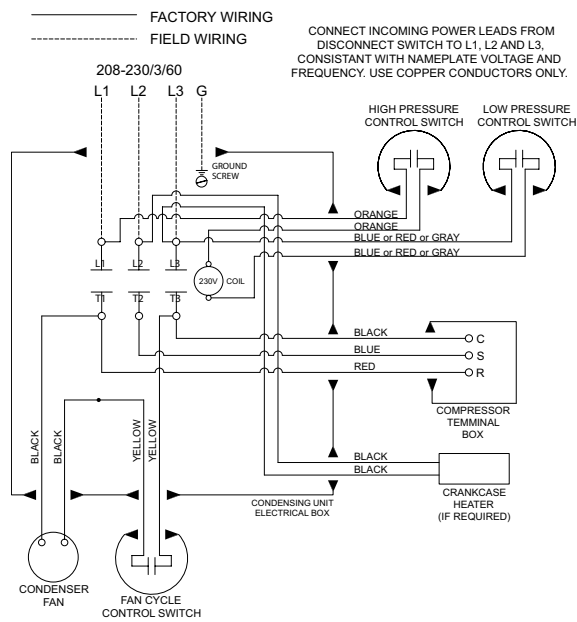 FACTORY WIRING
FIELD WIRING
CONNECT INCOMING POWER LEADS FROM
DISCONNECT SWITCH TO L1, L2 AND L3,
CONSISTANT WITH NAMEPLATE VOLTAGE AND
FREQUENCY. USE COPPER CONDUCTORS ONLY.
208-230/3/60
L1 L2 L3 G
HIGH PRESSURE
CONTROL SWITCH
LOW PRESSURE
CONTROL SWITCH
GROUND
SCREW
ORANGE
ORANGE
BLUE or RED or GRAY
BLUE or RED or GRAY
L1 L2 L3
230V
COIL
T1 T2 T3
BLACK
C
BLUE
S
RED
R
COMPRESSOR
TEMMINAL
BOX
BLACK
BLACK
YELLOW
YELLOW
BLACK
BLACK
CRANKCASE
HEATER
(IF REQUIRED)
CONDENSING UNIT
ELECTRICAL BOX
CONDENSER
FAN
FAN CYCLE
CONTROL SWITCH